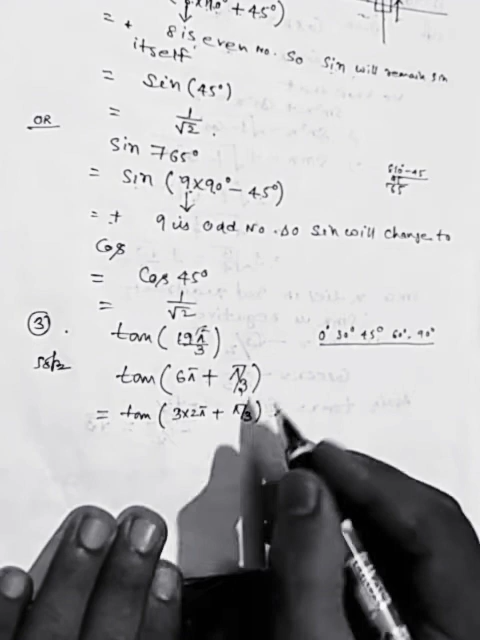 ×90° + 45°)
= + 8 is even No. So Sin will remain Sin
itself
= Sin (45°)
= 1/√2
OR
Sin 765°
= Sin (9×90° - 45°)
= + 9 is odd No. So Sin will change to
Cos
= Cos 45°
= 1/√2
③. tan (19π/3)
0° 30° 45° 60° 90°
tan (6π + π/3)
= tan (3×2π + π/3)